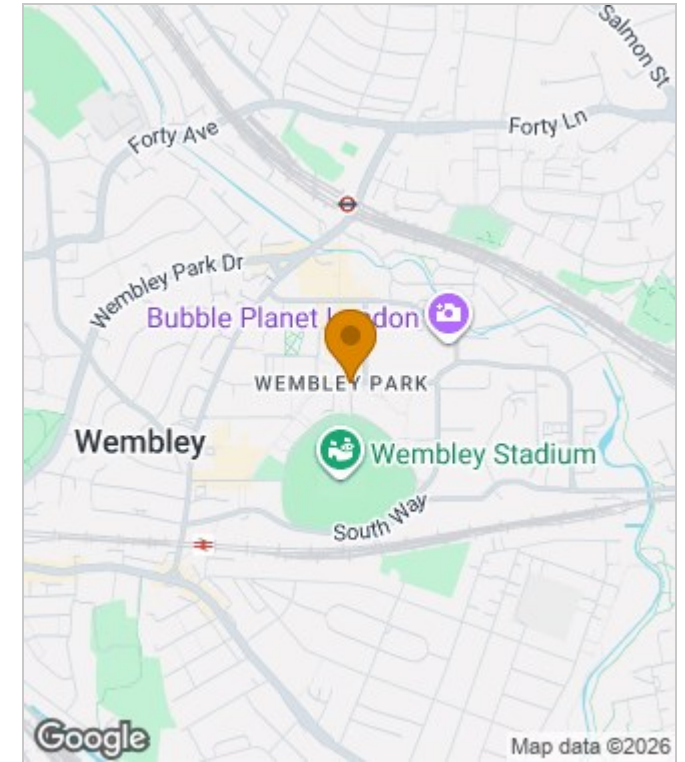 Salmon St
Forty Ave
Forty Ln
Wembley Park Dr
Bubble Planet London
WEMBLEY PARK
Wembley
Wembley Stadium
South Way
Google
Map data ©2026